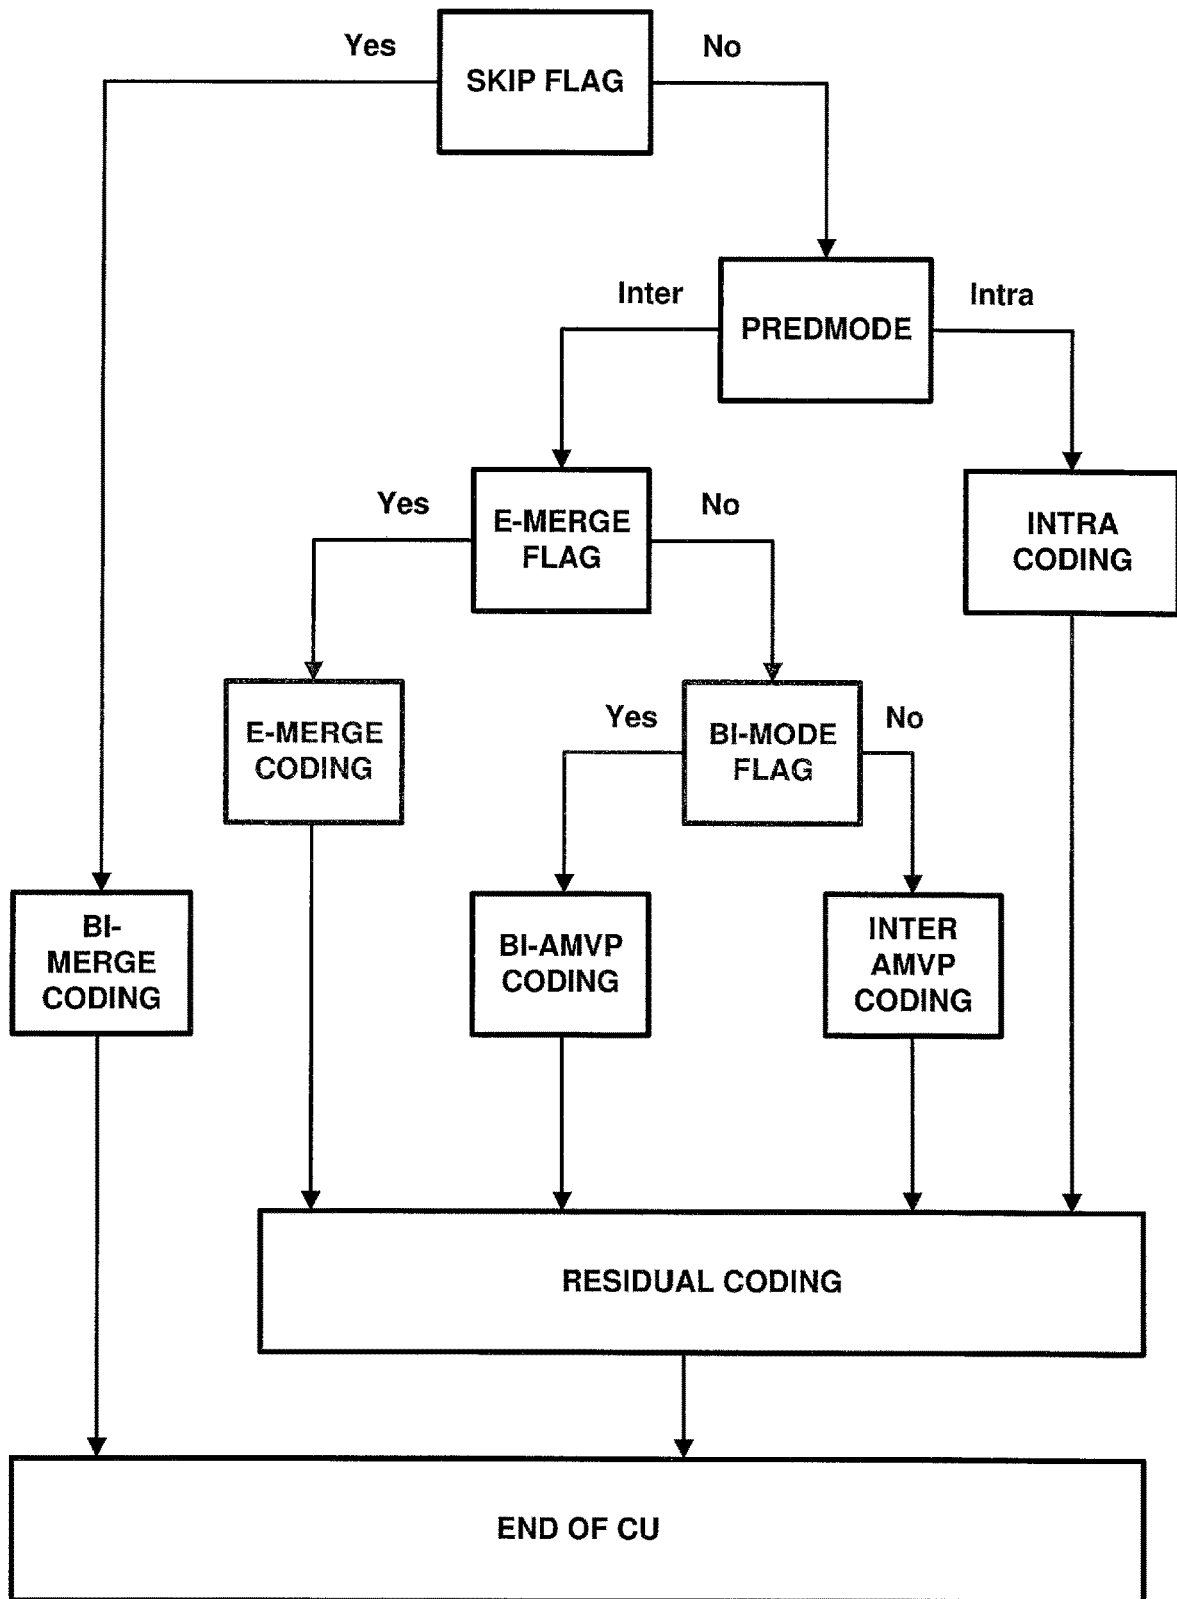 Yes
No
SKIP FLAG
Inter
Intra
PREDMODE
Yes
No
E-MERGE
FLAG
INTRA
CODING
Yes
No
E-MERGE
CODING
BI-MODE
FLAG
BI-
MERGE
CODING
BI-AMVP
CODING
INTER
AMVP
CODING
RESIDUAL CODING
END OF CU